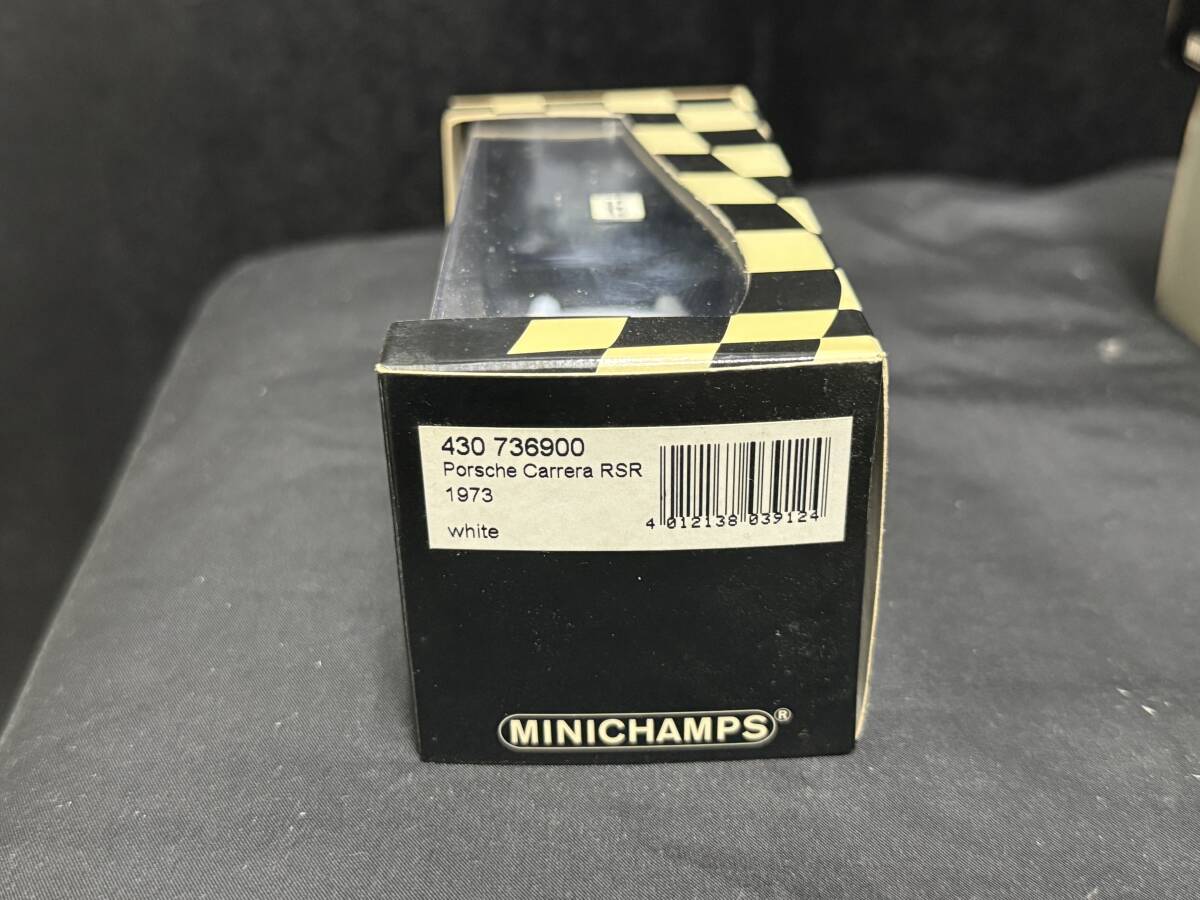 430 736900
Porsche Carrera RSR
1973
white
4 012138 039124
MINICHAMPS®